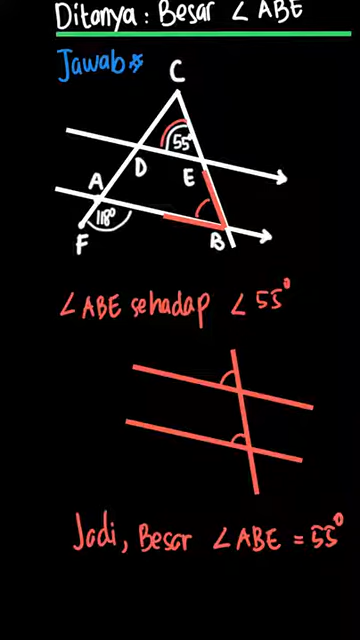 Ditanya : Besar ∠ ABE
Jawab
C
55°
D
E
A
118°
F
B
∠ABE sehadap ∠ 55°
Jadi, Besar ∠ABE = 55°